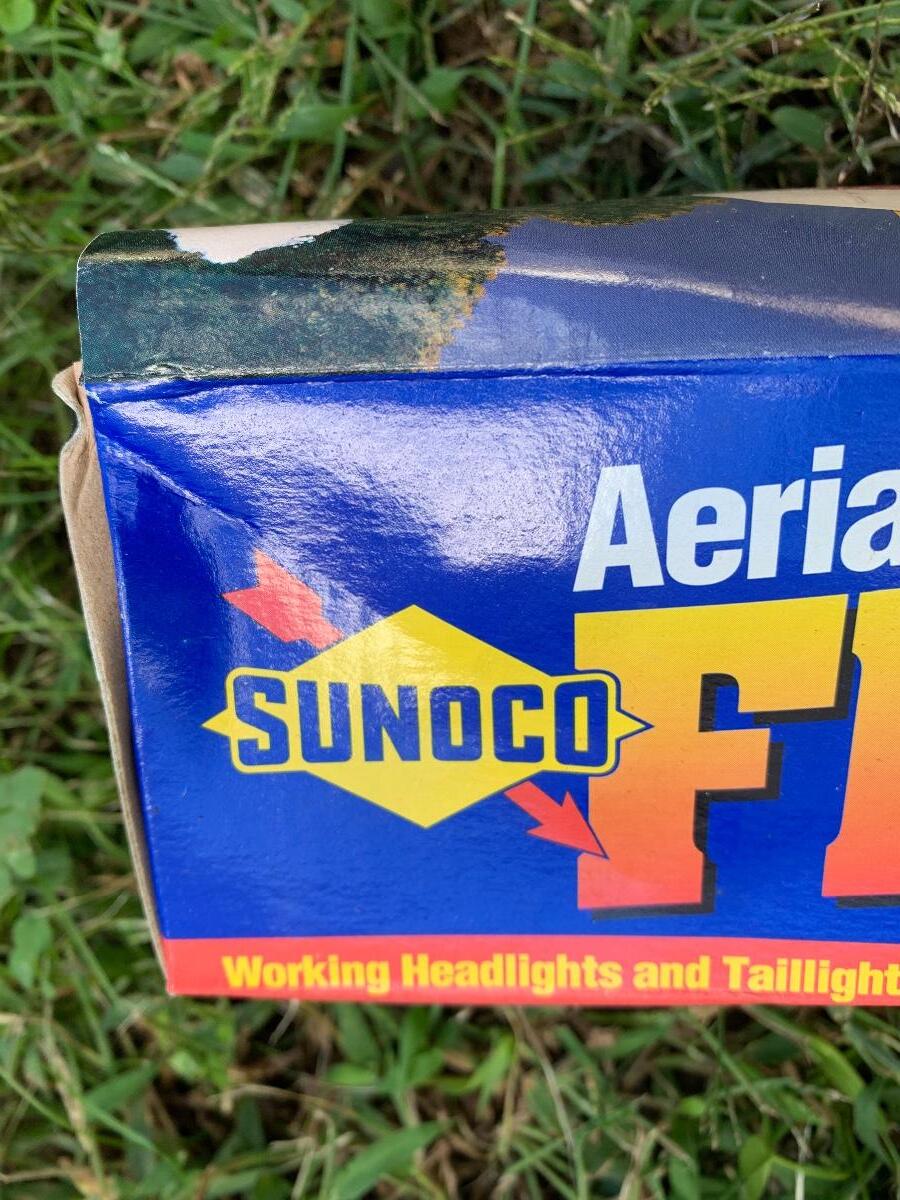 Aeria
SUNOCO
F
Working Headlights and Taillight